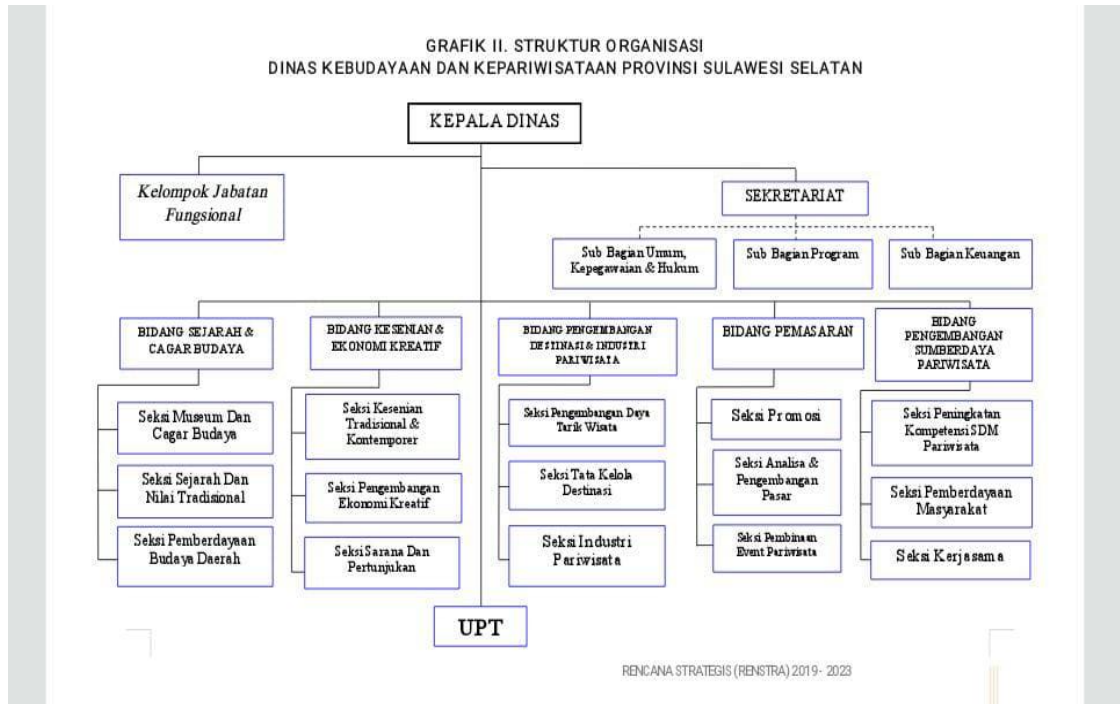 GRAFIK II. STRUKTUR ORGANISASI
DINAS KEBUDAYAAN DAN KEPARIWISATAAN PROVINSI SULAWESI SELATAN
KEPALA DINAS
Kelompok Jabatan
Fungsional
SEKRETARIAT
Sub Bagian Umum,
Kepegawaian & Hukum
Sub Bagian Program
Sub Bagian Keuangan
BIDANG SEJARAH &
CAGAR BUDAYA
Seksi Museum Dan
Cagar Budaya
Seksi Sejarah Dan
Nilai Tradisional
Seksi Pemberdayaan
Budaya Daerah
BIDANG KESENIAN &
EKONOMI KREATIF
Seksi Kesenian
Tradisional &
Kontemporer
Seksi Pengembangan
Ekonomi Kreatif
Seksi Sarana Dan
Pertunjukan
BIDANG PENGEMBANGAN
DESTINASI & INDUSTRI
PARIWISATA
Seksi Pengembangan Daya
Tarik Wisata
Seksi Tata Kelola
Destinasi
Seksi Industri
Pariwisata
BIDANG PEMASARAN
Seksi Promosi
Seksi Analisa &
Pengembangan
Pasar
Seksi Pembinaan
Event Pariwisata
BIDANG
PENGEMBANGAN
SUMBERDAYA
PARIWISATA
Seksi Peningkatan
Kompetensi SDM
Pariwisata
Seksi Pemberdayaan
Masyarakat
Seksi Kerjasama
UPT
RENCANA STRATEGIS (RENSTRA) 2019- 2023